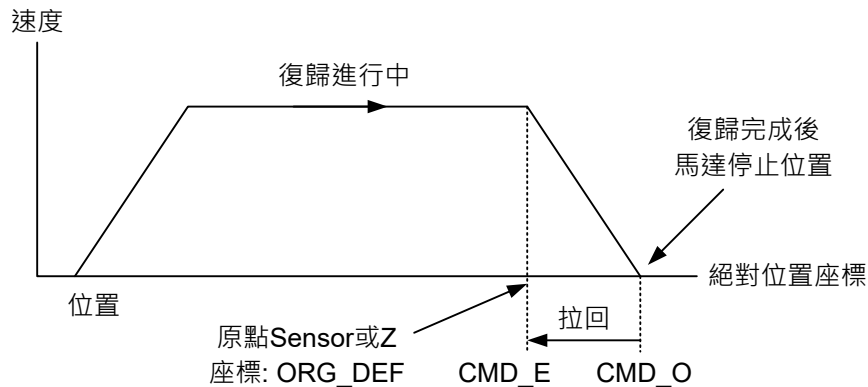 速度
復歸進行中
復歸完成後
馬達停止位置
絕對位置座標
位置
拉回
原點Sensor或Z
座標: ORG_DEF
CMD_E
CMD_O